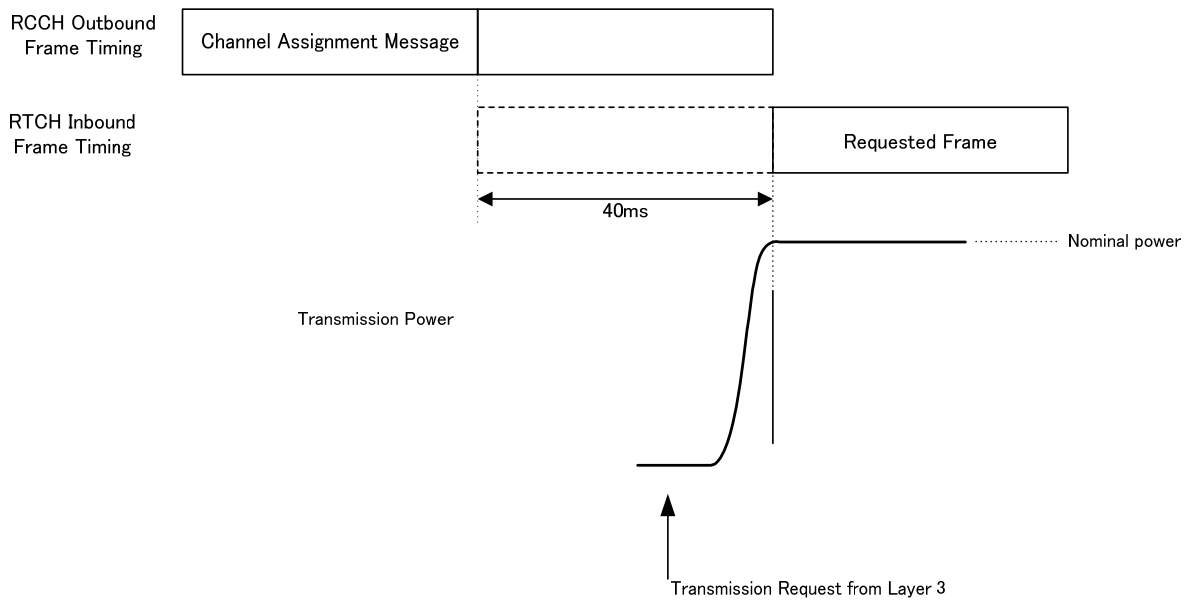 RCCH Outbound
Frame Timing
Channel Assignment Message
RTCH Inbound
Frame Timing
Requested Frame
40ms
Nominal power
Transmission Power
Transmission Request from Layer 3